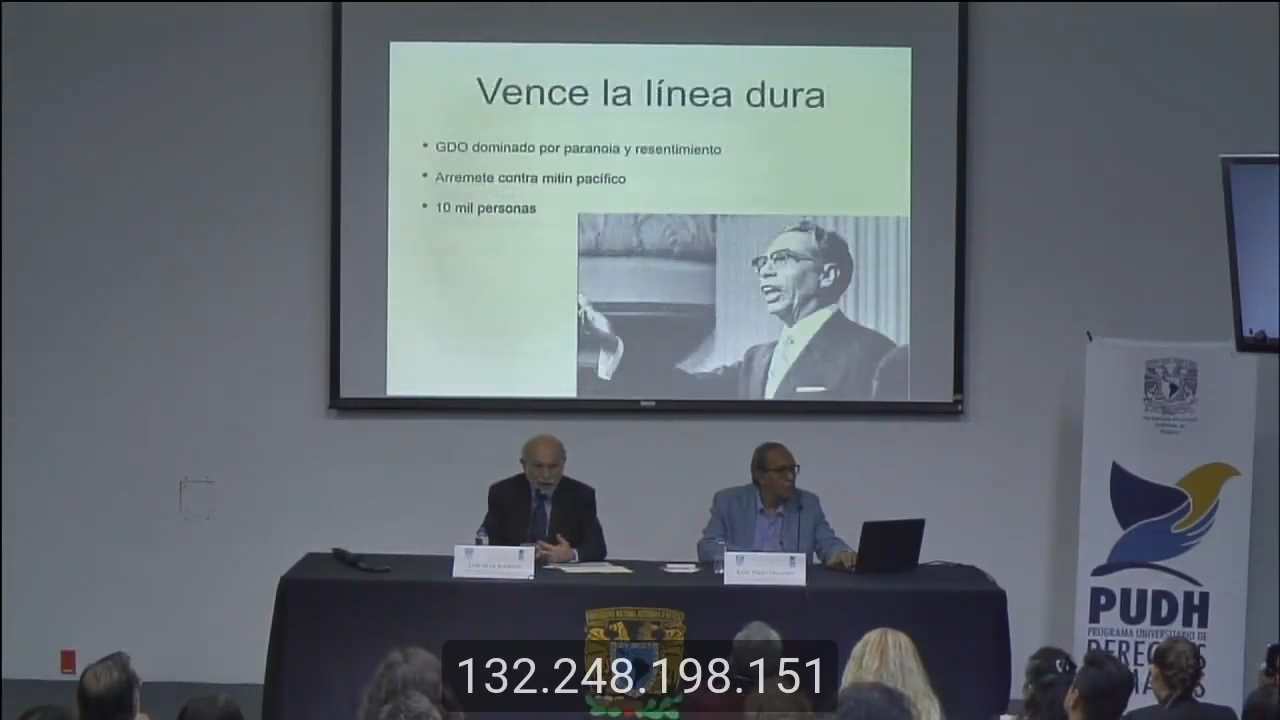 Vence la línea dura
• GDO dominado por paranoia y resentimiento
• Arremete contra mitin pacífico
• 10 mil personas
PUDH
PROGRAMA UNIVERSITARIO DE
132.248.198.151